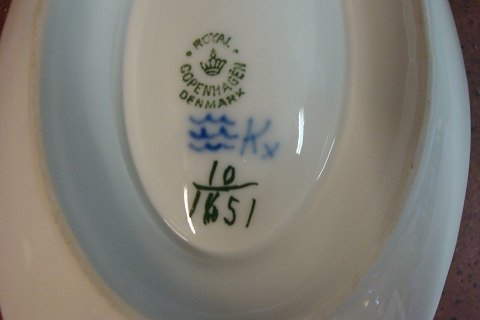 ROYAL
COPENHAGEN
DENMARK
Kx
10
1651